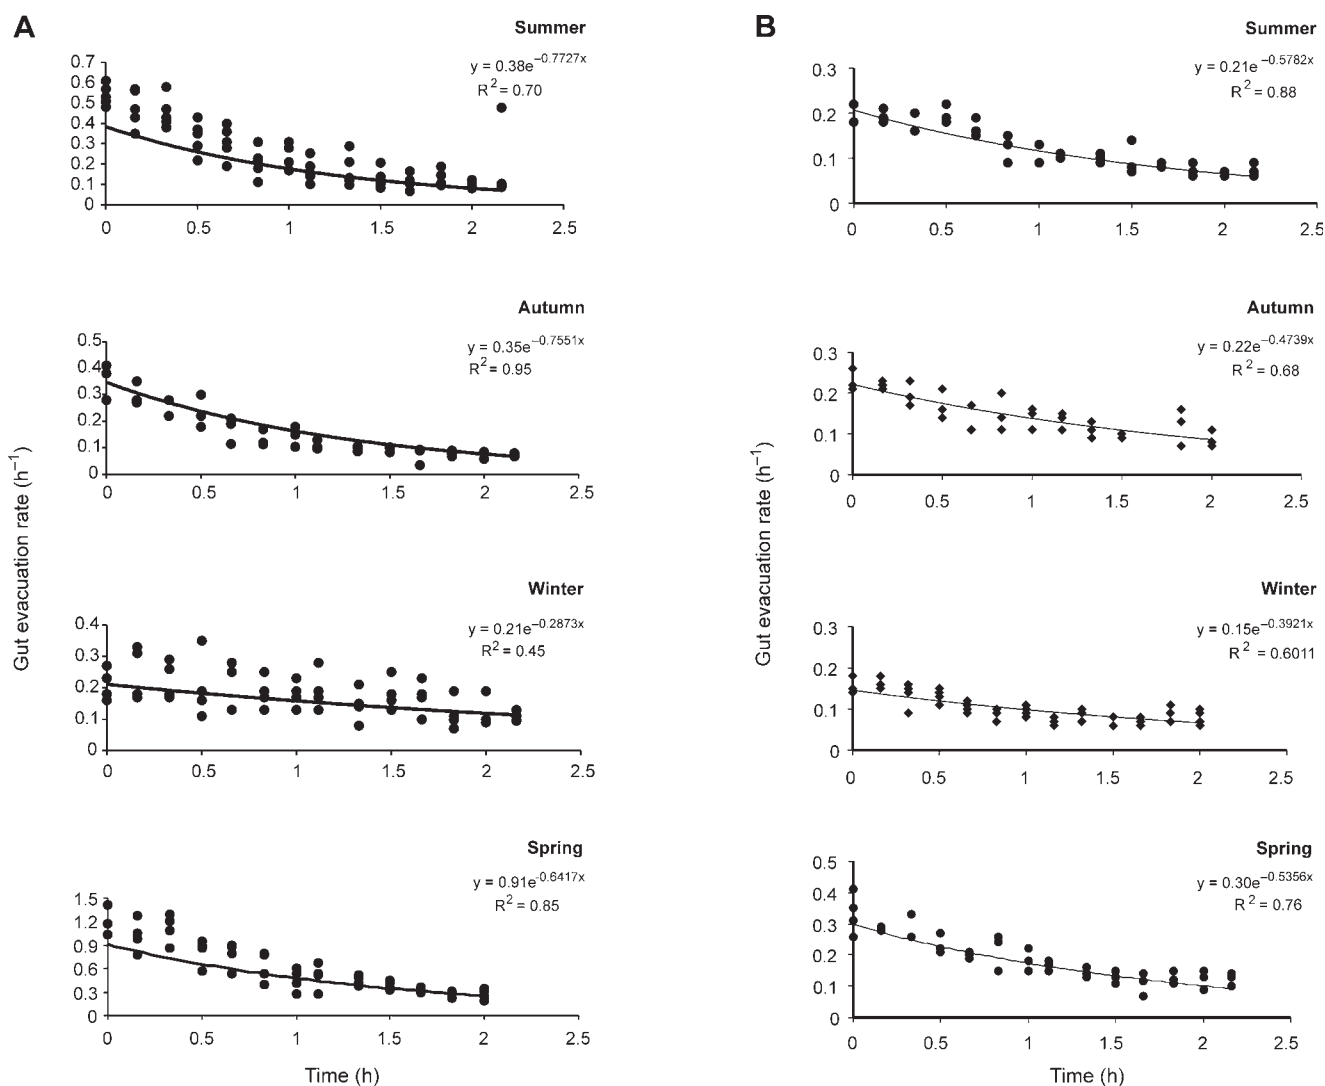 A
Summer
y = 0.38e^–0.7727x
R^2 = 0.70
0.7
0.6
0.5
0.4
0.3
0.2
0.1
0
0 0.5 1 1.5 2 2.5
Autumn
y = 0.35e^–0.7551x
R^2 = 0.95
0.5
0.4
0.3
0.2
0.1
0
0 0.5 1 1.5 2 2.5
Winter
y = 0.21e^–0.2873x
R^2 = 0.45
0.4
0.3
0.2
0.1
0
0 0.5 1 1.5 2 2.5
Spring
y = 0.91e^-0.6417x
R^2 = 0.85
1.5
1.2
0.9
0.6
0.3
0
0 0.5 1 1.5 2 2.5
Gut evacuation rate (h^–1)
Time (h)
B
Summer
y = 0.21e^–0.5782x
R^2 = 0.88
0.3
0.2
0.1
0
0 0.5 1 1.5 2 2.5
Autumn
y = 0.22e^–0.4739x
R^2 = 0.68
0.3
0.2
0.1
0
0 0.5 1 1.5 2 2.5
Winter
y = 0.15e^–0.3921x
R^2 = 0.6011
0.3
0.2
0.1
0
0 0.5 1 1.5 2 2.5
Spring
y = 0.30e^–0.5356x
R^2 = 0.76
0.5
0.4
0.3
0.2
0.1
0
0 0.5 1 1.5 2 2.5
Gut evacuation rate (h^–1)
Time (h)